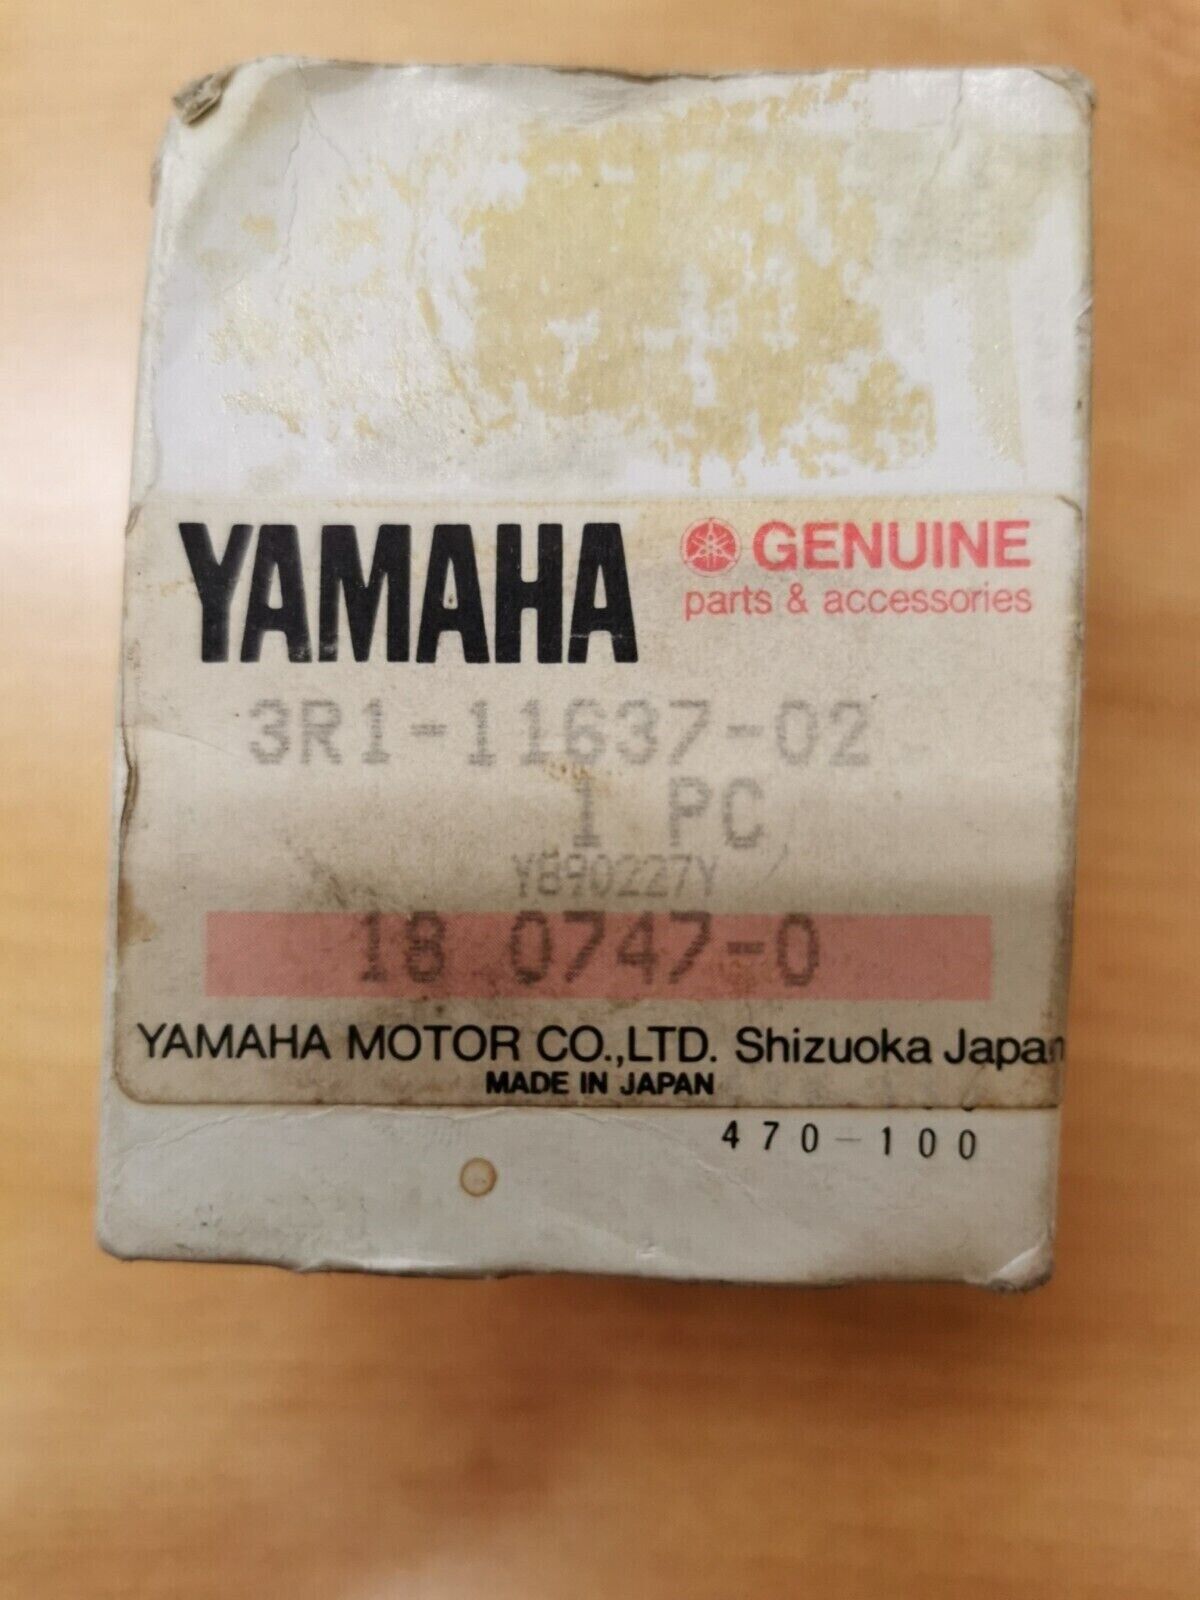 YAMAHA
GENUINE
parts & accessories
3R1-11637-02
1 PC
Y890227Y
18 0747-0
YAMAHA MOTOR CO.,LTD. Shizuoka Japan
MADE IN JAPAN
470-100